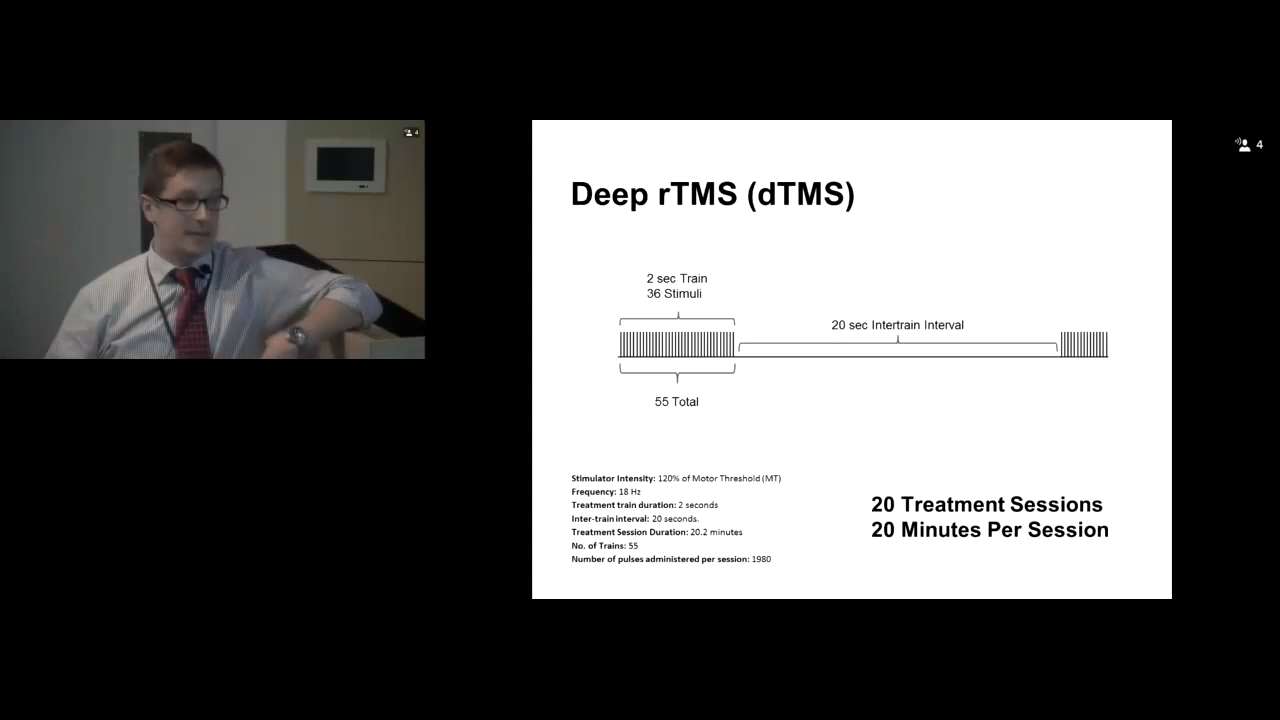 4
4
Deep rTMS (dTMS)
2 sec Train
36 Stimuli
20 sec Intertrain Interval
55 Total
Stimulator Intensity: 120% of Motor Threshold (MT)
Frequency: 18 Hz
Treatment train duration: 2 seconds
Inter-train interval: 20 seconds.
Treatment Session Duration: 20.2 minutes
No. of Trains: 55
Number of pulses administered per session: 1980
20 Treatment Sessions
20 Minutes Per Session